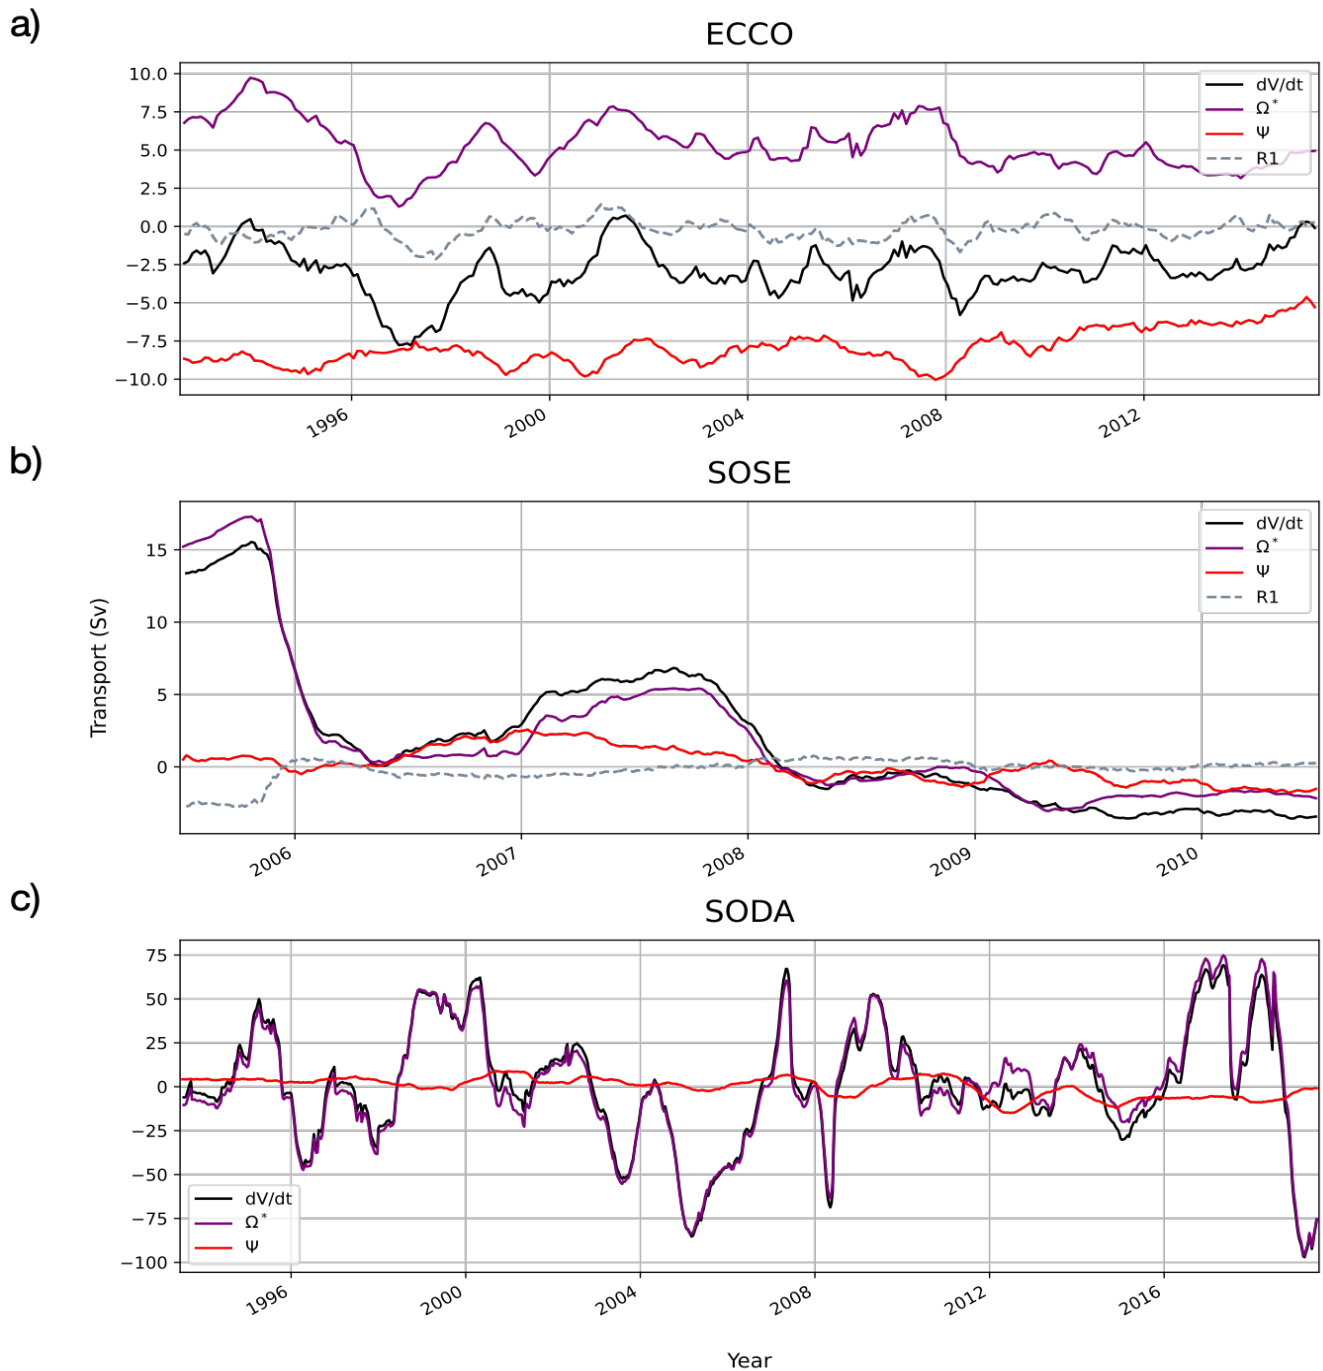 a)
ECCO
10.0
7.5
5.0
2.5
0.0
−2.5
−5.0
−7.5
−10.0
dV/dt
Ω*
Ψ
R1
1996
2000
2004
2008
2012
b)
SOSE
Transport (Sv)
15
10
5
0
dV/dt
Ω*
Ψ
R1
2006
2007
2008
2009
2010
c)
SODA
75
50
25
0
−25
−50
−75
−100
dV/dt
Ω*
Ψ
1996
2000
2004
2008
2012
2016
Year